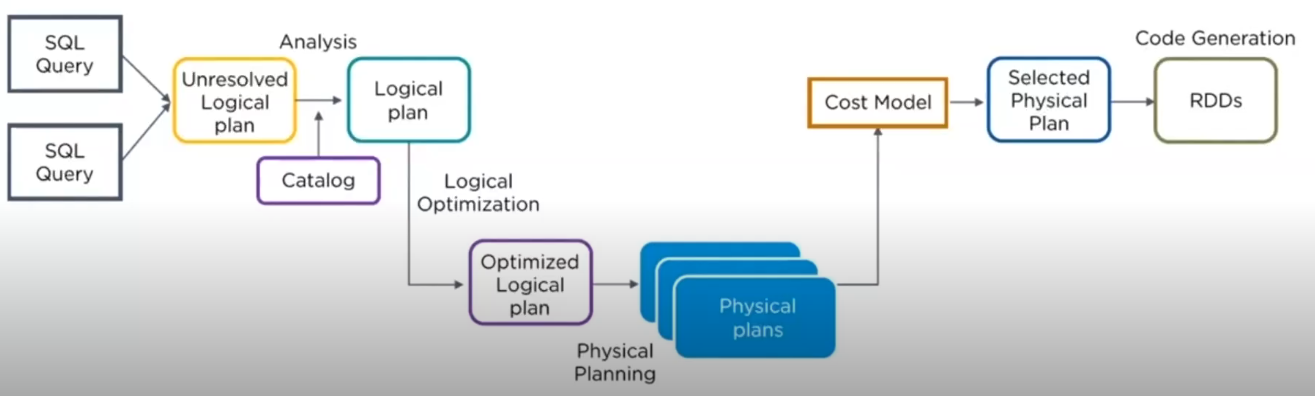 SQL
Query
SQL
Query
Analysis
Unresolved
Logical
plan
Catalog
Logical
plan
Logical
Optimization
Optimized
Logical
plan
Physical
Planning
Physical
plans
Cost Model
Selected
Physical
Plan
Code Generation
RDDs